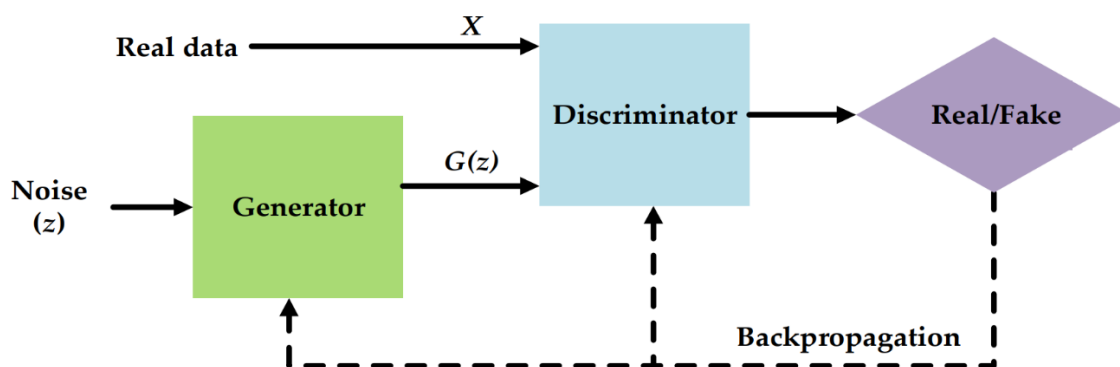 X
Real data
Discriminator
Real/Fake
G(z)
Noise
(z)
Generator
Backpropagation